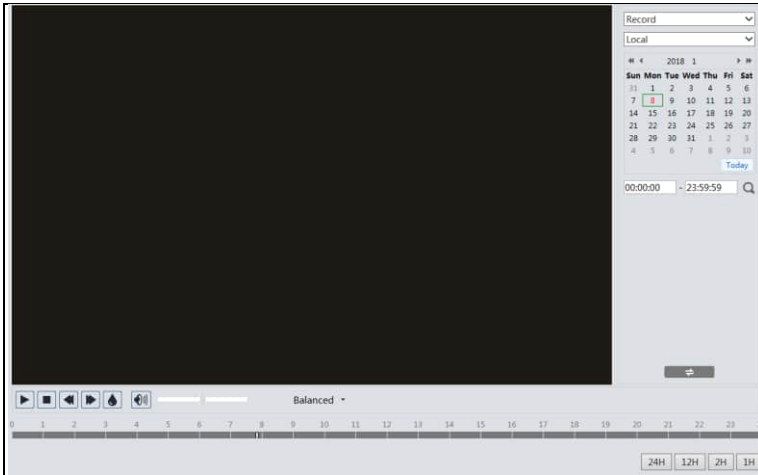 Record
Local
2018 1
Sun Mon Tue Wed Thu Fri Sat
31 1 2 3 4 5 6
7 8 9 10 11 12 13
14 15 16 17 18 19 20
21 22 23 24 25 26 27
28 29 30 31 1 2 3
4 5 6 7 8 9 10
Today
00:00:00 - 23:59:59
Balanced
0 1 2 3 4 5 6 7 8 9 10 11 12 13 14 15 16 17 18 19 20 21 22 23
24H 12H 2H 1H